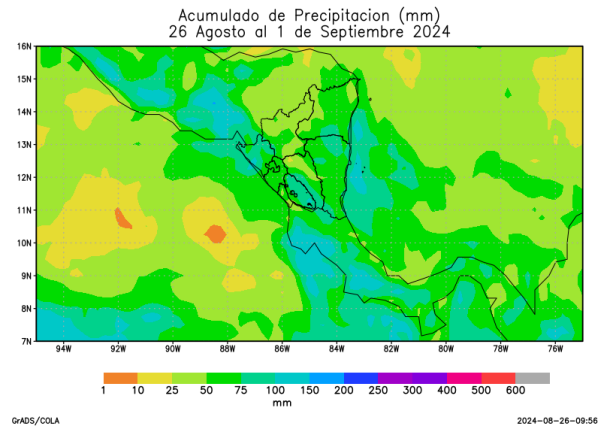 Acumulado de Precipitacion (mm)
26 Agosto al 1 de Septiembre 2024
16N
15N
14N
13N
12N
11N
10N
9N
8N
7N
94W 92W 90W 88W 86W 84W 82W 80W 78W 76W
1 10 25 50 75 100 150 200 250 300 400 500 600
mm
GrADS/COLA 2024-08-26-09:56